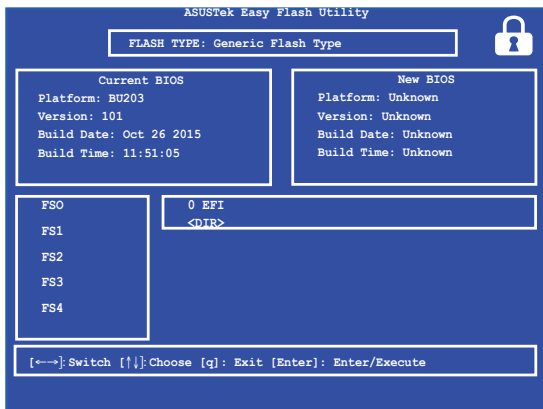 ASUSTek Easy Flash Utility
FLASH TYPE: Generic Flash Type
Current BIOS
Platform: BU203
Version: 101
Build Date: Oct 26 2015
Build Time: 11:51:05
New BIOS
Platform: Unknown
Version: Unknown
Build Date: Unknown
Build Time: Unknown
FSO
FS1
FS2
FS3
FS4
0 EFI
<DIR>
[←→]: Switch [↑↓]: Choose [q]: Exit [Enter]: Enter/Execute